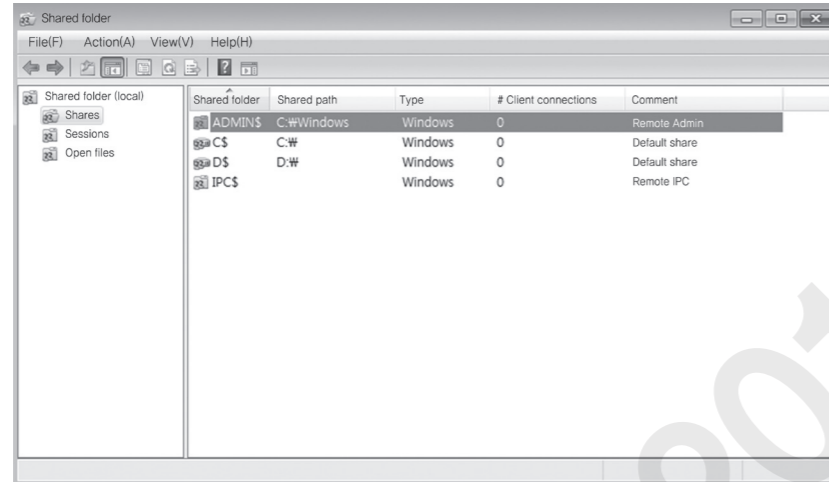 Shared folder
File(F) Action(A) View(V) Help(H)
Shared folder (local)
Shares
Sessions
Open files
Shared folder Shared path Type # Client connections Comment
ADMIN$ C:₩Windows Windows 0 Remote Admin
C$ C:₩ Windows 0 Default share
D$ D:₩ Windows 0 Default share
IPC$ Windows 0 Remote IPC